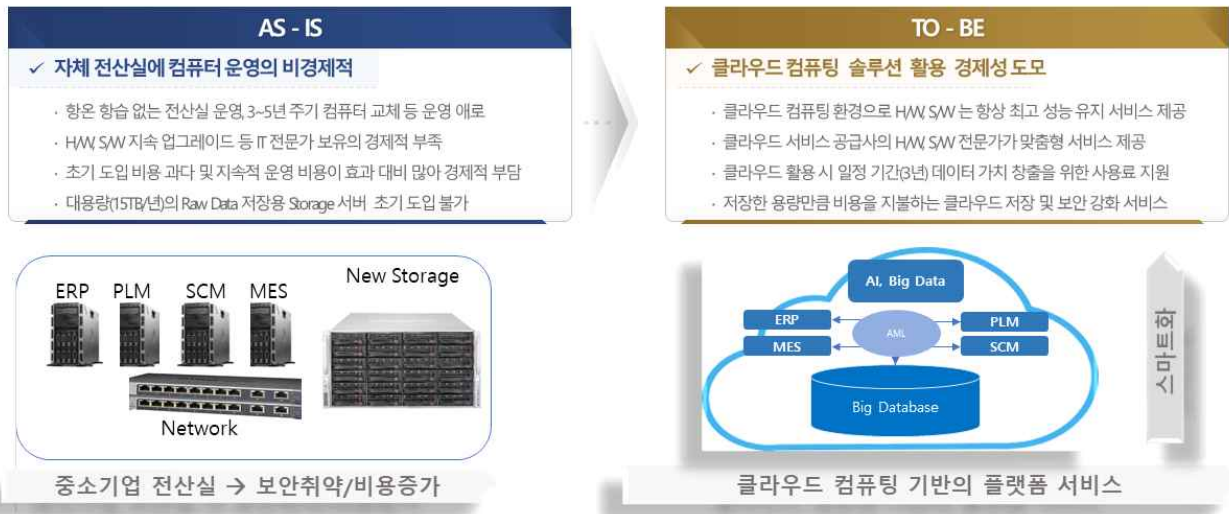 AS - IS
✓ 자체 전산실에 컴퓨터 운영의 비경제적
· 항온 항습 없는 전산실 운영, 3~5년 주기 컴퓨터 교체 등 운영 애로
· H/W, S/W 지속 업그레이드 등 IT 전문가 보유의 경제적 부족
· 초기 도입 비용 과다 및 지속적 운영 비용이 효과 대비 많아 경제적 부담
· 대용량(15TB/년)의 Raw Data 저장용 Storage 서버 초기 도입 불가
TO - BE
✓ 클라우드 컴퓨팅 솔루션 활용 경제성 도모
· 클라우드 컴퓨팅 환경으로 H/W, S/W 는 항상 최고 성능 유지 서비스 제공
· 클라우드 서비스 공급사의 H/W, S/W 전문가가 맞춤형 서비스 제공
· 클라우드 활용 시 일정 기간(3년) 데이터 가치 창출을 위한 사용료 지원
· 저장한 용량만큼 비용을 지불하는 클라우드 저장 및 보안 강화 서비스
ERP PLM SCM MES
New Storage
Network
중소기업 전산실 → 보안취약/비용증가
AI, Big Data
ERP
AML
PLM
MES
SCM
Big Database
스마트화
클라우드 컴퓨팅 기반의 플랫폼 서비스